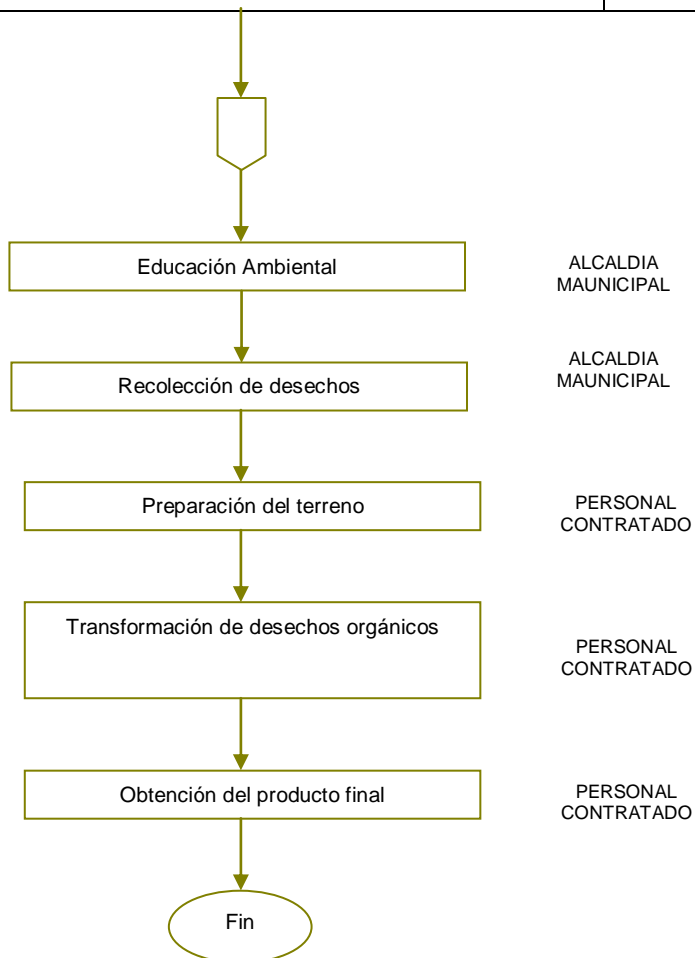 Educación Ambiental
ALCALDIA
MAUNICIPAL
Recolección de desechos
ALCALDIA
MAUNICIPAL
Preparación del terreno
PERSONAL
CONTRATADO
Transformación de desechos orgánicos
PERSONAL
CONTRATADO
Obtención del producto final
PERSONAL
CONTRATADO
Fin